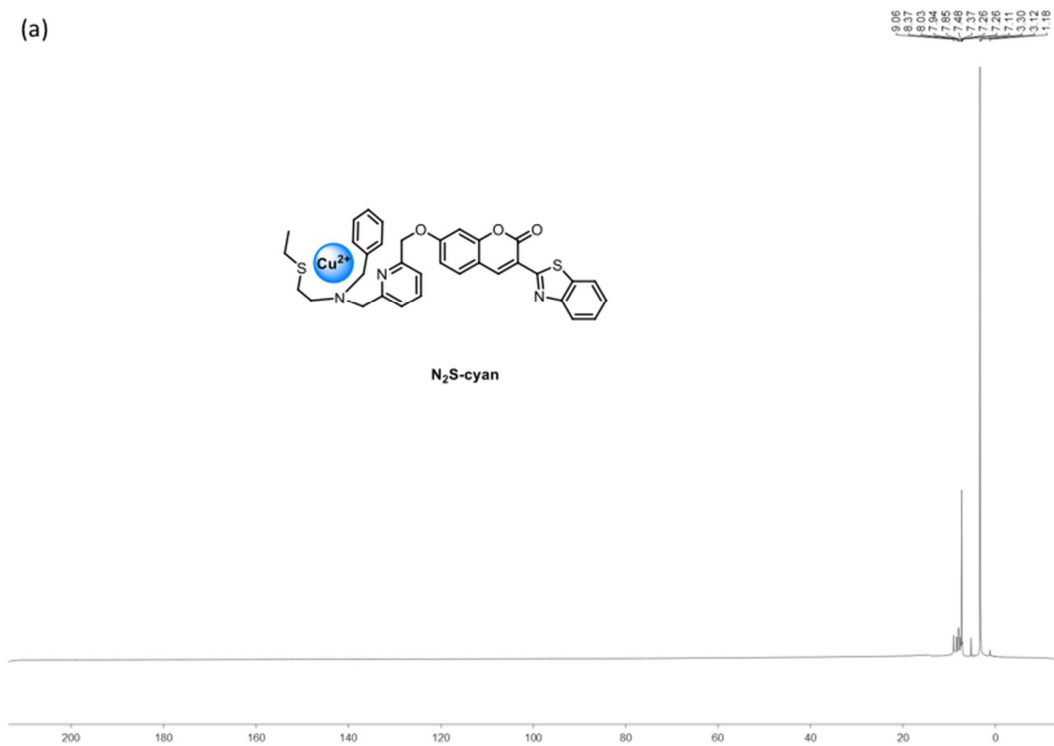 (a)
9.06
8.37
8.03
7.94
7.85
7.48
7.37
7.26
7.26
7.11
3.30
3.12
1.18
O
O
O
S
Cu²⁺
N
S
N
N
N₂S-cyan
200 180 160 140 120 100 80 60 40 20 0